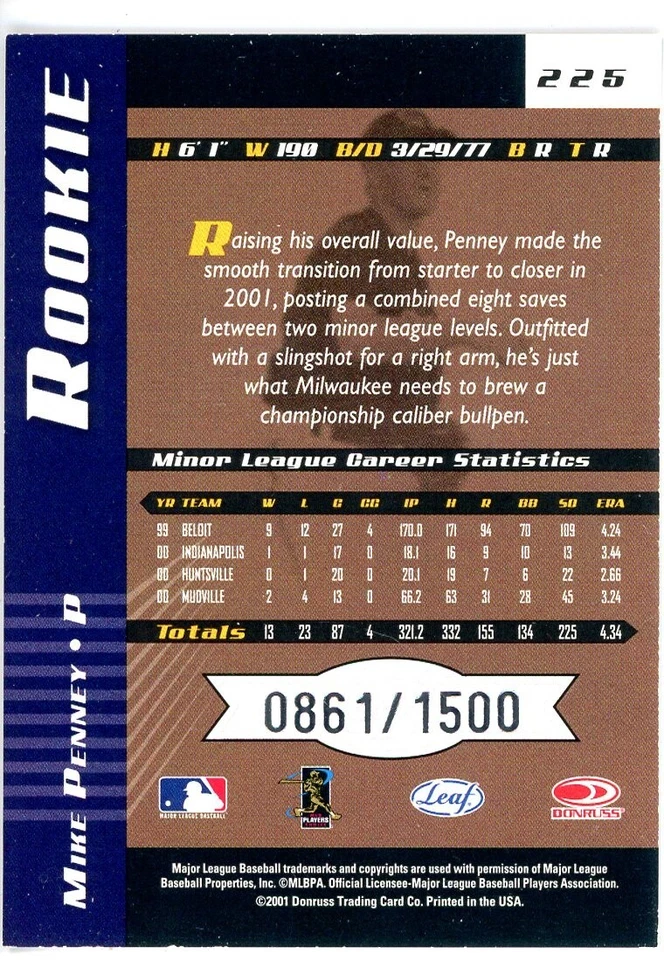 225
ROOKIE
H 6' 1" W 190 B/D 3/29/77 B R T R
Raising his overall value, Penney made the
smooth transition from starter to closer in
2001, posting a combined eight saves
between two minor league levels. Outfitted
with a slingshot for a right arm, he's just
what Milwaukee needs to brew a
championship caliber bullpen.
Minor League Career Statistics
YR TEAM W L G CG IP H R BB SO ERA
99 BELOIT 9 12 27 4 170.0 171 94 70 109 4.24
00 INDIANAPOLIS 1 1 17 0 18.1 16 9 10 13 3.44
00 HUNTSVILLE 0 1 20 0 20.1 19 7 6 22 2.66
00 MUDVILLE 2 4 13 0 66.2 63 31 28 45 3.24
Totals 13 23 87 4 321.2 332 155 134 225 4.34
MIKE PENNEY • P
0861/1500
MAJOR LEAGUE BASEBALL
PLAYERS
Leaf
DONRUSS
Major League Baseball trademarks and copyrights are used with permission of Major League
Baseball Properties, Inc. ©MLBPA. Official Licensee-Major League Baseball Players Association.
©2001 Donruss Trading Card Co. Printed in the USA.